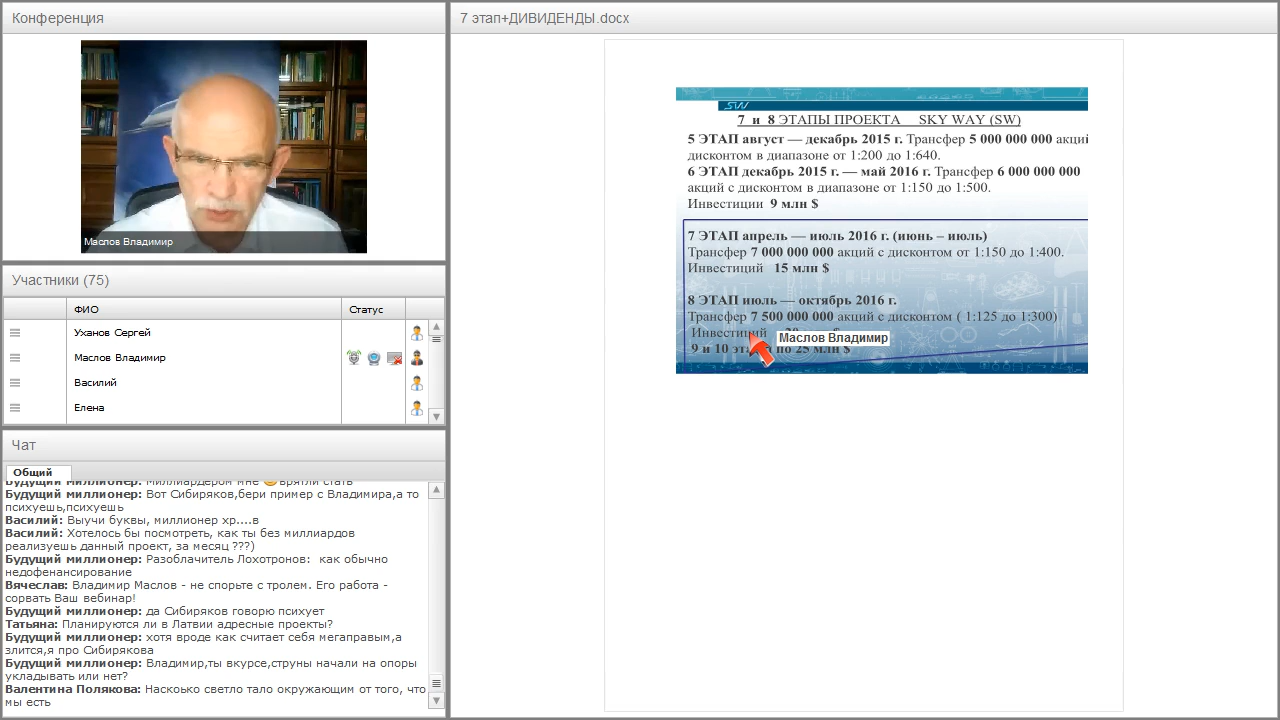 Конференция
Маслов Владимир
Участники (75)
ФИО
Статус
Уханов Сергей
Маслов Владимир
Василий
Елена
Чат
Общий
Будущий миллионер: Миллиардером мне врятли стать
Будущий миллионер: Вот Сибиряков,бери пример с Владимира,а то
психуешь,психуешь
Василий: Выучи буквы, миллионер хр....в
Василий: Хотелось бы посмотреть, как ты без миллиардов
реализуешь данный проект, за месяц ???)
Будущий миллионер: Разоблачитель Лохотронов: как обычно
недофенансирование
Вячеслав: Владимир Маслов - не спорьте с тролем. Его работа -
сорвать Ваш вебинар!
Будущий миллионер: да Сибиряков говорю психует
Татьяна: Планируются ли в Латвии адресные проекты?
Будущий миллионер: хотя вроде как считает себя мегаправым,а
злится,я про Сибирякова
Будущий миллионер: Владимир,ты вкурсе,струны начали на опоры
укладывать или нет?
Валентина Полякова: светло окружающим от того, что
мы есть
7 этап+ДИВИДЕНДЫ.docx
SW
7 и 8 ЭТАПЫ ПРОЕКТА SKY WAY (SW)
5 ЭТАП август — декабрь 2015 г. Трансфер 5 000 000 000 акций
дисконтом в диапазоне от 1:200 до 1:640.
6 ЭТАП декабрь 2015 г. — май 2016 г. Трансфер 6 000 000 000
акций с дисконтом в диапазоне от 1:150 до 1:500.
Инвестиции 9 млн $
7 ЭТАП апрель — июль 2016 г. (июнь – июль)
Трансфер 7 000 000 000 акций с дисконтом от 1:150 до 1:400.
Инвестиций 15 млн $
8 ЭТАП июль — октябрь 2016 г.
Трансфер 7 500 000 000 акций с дисконтом ( 1:125 до 1:300)
Инвестиций
Маслов Владимир
9 и 10 по 25 млн $